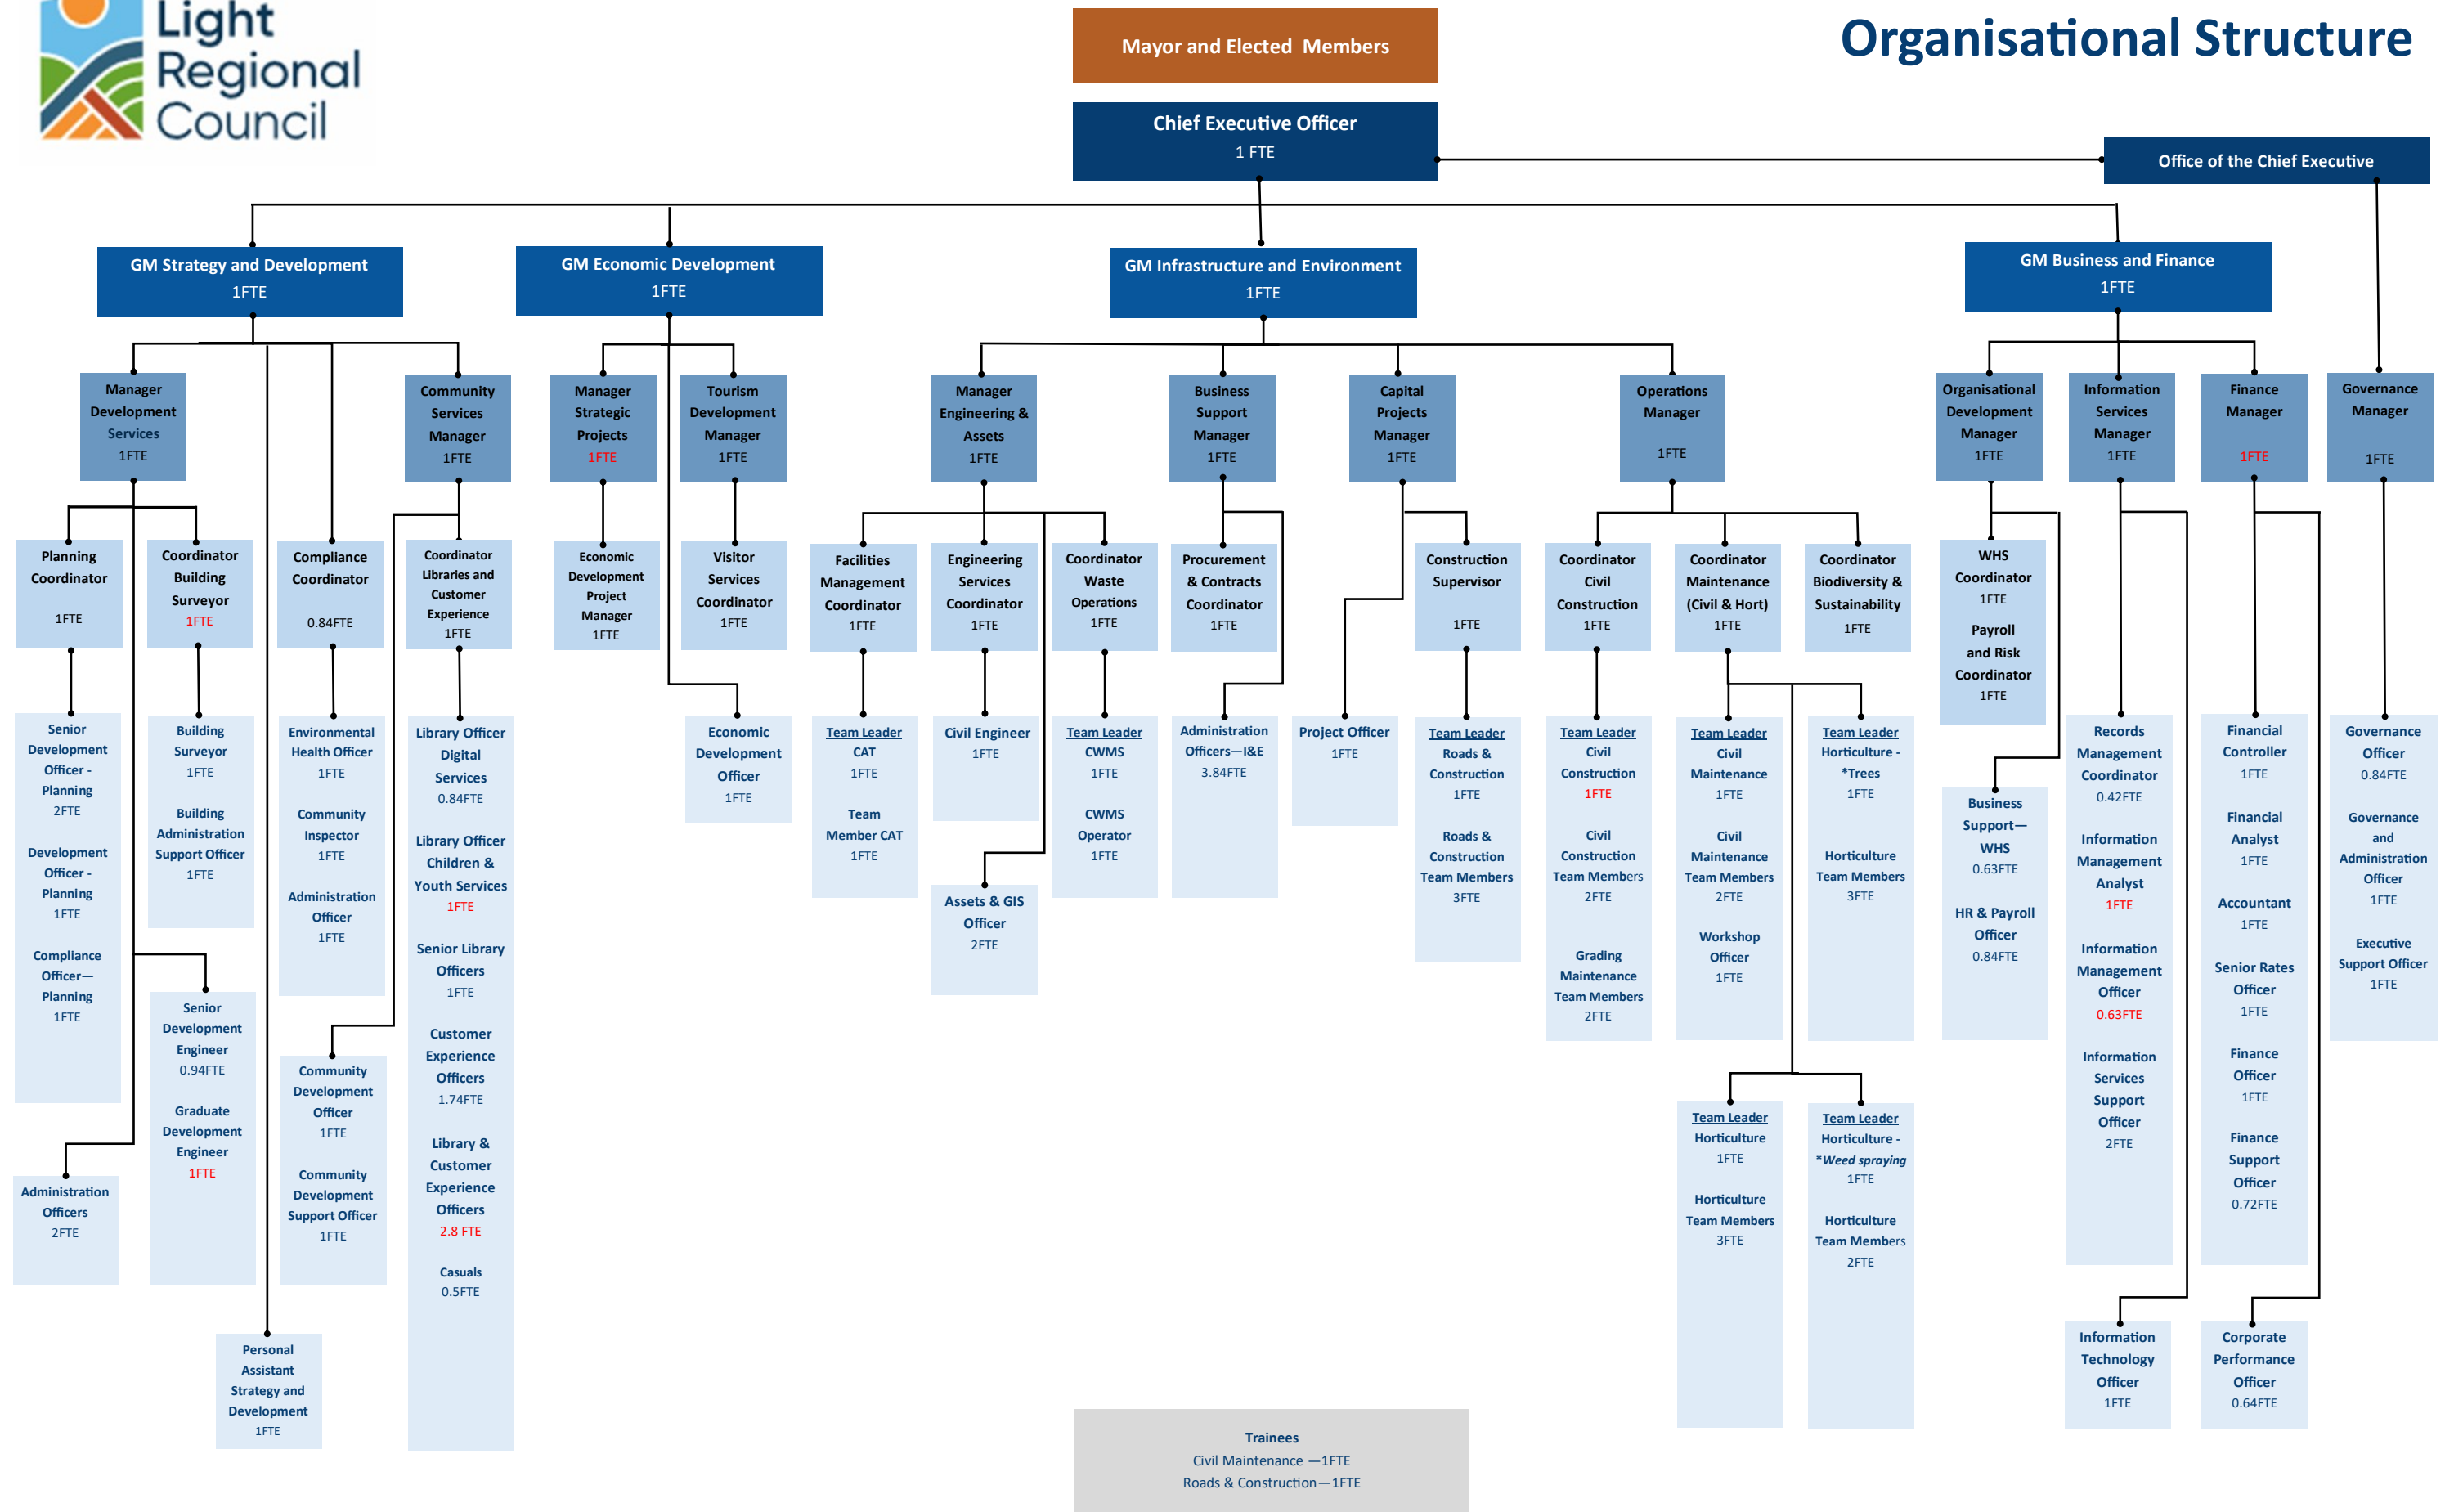 Light
Regional
Council
Mayor and Elected  Members
Organisational Structure
Chief Executive Officer
1 FTE
Office of the Chief Executive
GM Strategy and Development
1FTE
GM Economic Development
1FTE
GM Infrastructure and Environment
1FTE
GM Business and Finance
1FTE
Manager
Development
Services
1FTE
Community
Services
Manager
1FTE
Manager
Strategic
Projects
1FTE
Tourism
Development
Manager
1FTE
Manager
Engineering &
Assets
1FTE
Business
Support
Manager
1FTE
Capital
Projects
Manager
1FTE
Operations
Manager
1FTE
Organisational
Development
Manager
1FTE
Information
Services
Manager
1FTE
Finance
Manager
1FTE
Governance
Manager
1FTE
Planning
Coordinator
1FTE
Coordinator
Building
Surveyor
1FTE
Compliance
Coordinator
0.84FTE
Coordinator
Libraries and
Customer
Experience
1FTE
Economic
Development
Project
Manager
1FTE
Visitor
Services
Coordinator
1FTE
Facilities
Management
Coordinator
1FTE
Engineering
Services
Coordinator
1FTE
Coordinator
Waste
Operations
1FTE
Procurement
& Contracts
Coordinator
1FTE
Construction
Supervisor
1FTE
Coordinator
Civil
Construction
1FTE
Coordinator
Maintenance
(Civil & Hort)
1FTE
Coordinator
Biodiversity &
Sustainability
1FTE
WHS
Coordinator
1FTE
Payroll
and Risk
Coordinator
1FTE
Senior
Development
Officer -
Planning
2FTE
Development
Officer -
Planning
1FTE
Compliance
Officer—
Planning
1FTE
Building
Surveyor
1FTE
Building
Administration
Support Officer
1FTE
Environmental
Health Officer
1FTE
Community
Inspector
1FTE
Administration
Officer
1FTE
Library Officer
Digital
Services
0.84FTE
Library Officer
Children &
Youth Services
1FTE
Senior Library
Officers
1FTE
Customer
Experience
Officers
1.74FTE
Library &
Customer
Experience
Officers
2.8 FTE
Casuals
0.5FTE
Economic
Development
Officer
1FTE
Team Leader
CAT
1FTE
Team
Member CAT
1FTE
Civil Engineer
1FTE
Team Leader
CWMS
1FTE
CWMS
Operator
1FTE
Administration
Officers—I&E
3.84FTE
Project Officer
1FTE
Team Leader
Roads &
Construction
1FTE
Roads &
Construction
Team Members
3FTE
Team Leader
Civil
Construction
1FTE
Civil
Construction
Team Members
2FTE
Grading
Maintenance
Team Members
2FTE
Team Leader
Civil
Maintenance
1FTE
Civil
Maintenance
Team Members
2FTE
Workshop
Officer
1FTE
Team Leader
Horticulture -
*Trees
1FTE
Horticulture
Team Members
3FTE
Business
Support—
WHS
0.63FTE
HR & Payroll
Officer
0.84FTE
Records
Management
Coordinator
0.42FTE
Information
Management
Analyst
1FTE
Information
Management
Officer
0.63FTE
Information
Services
Support
Officer
2FTE
Financial
Controller
1FTE
Financial
Analyst
1FTE
Accountant
1FTE
Senior Rates
Officer
1FTE
Finance
Officer
1FTE
Finance
Support
Officer
0.72FTE
Governance
Officer
0.84FTE
Governance
and
Administration
Officer
1FTE
Executive
Support Officer
1FTE
Assets & GIS
Officer
2FTE
Senior
Development
Engineer
0.94FTE
Graduate
Development
Engineer
1FTE
Community
Development
Officer
1FTE
Community
Development
Support Officer
1FTE
Administration
Officers
2FTE
Team Leader
Horticulture
1FTE
Horticulture
Team Members
3FTE
Team Leader
Horticulture -
*Weed spraying
1FTE
Horticulture
Team Members
2FTE
Personal
Assistant
Strategy and
Development
1FTE
Information
Technology
Officer
1FTE
Corporate
Performance
Officer
0.64FTE
Trainees
Civil Maintenance —1FTE
Roads & Construction—1FTE